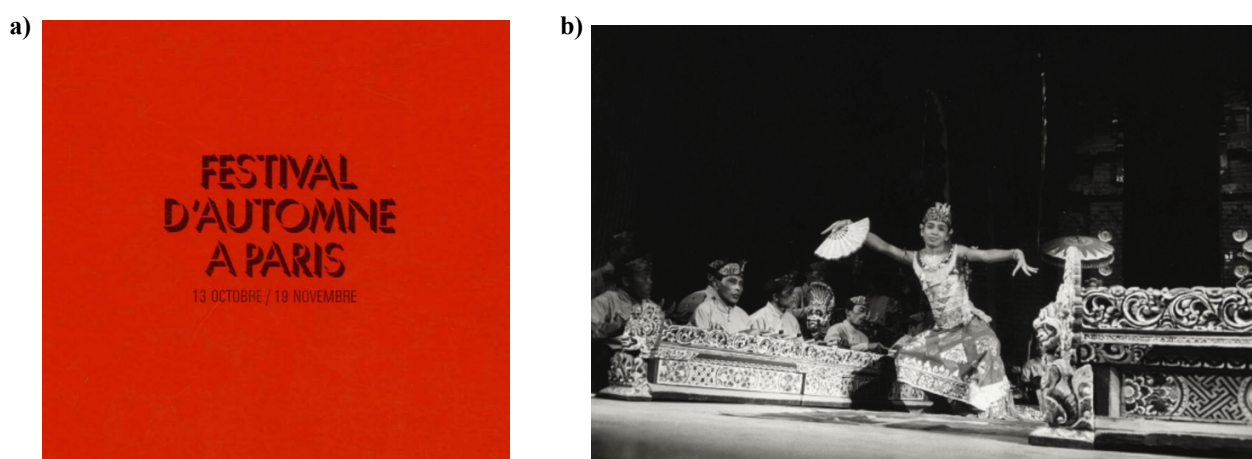 a)
FESTIVAL
D'AUTOMNE
A PARIS
13 OCTOBRE / 19 NOVEMBRE
b)